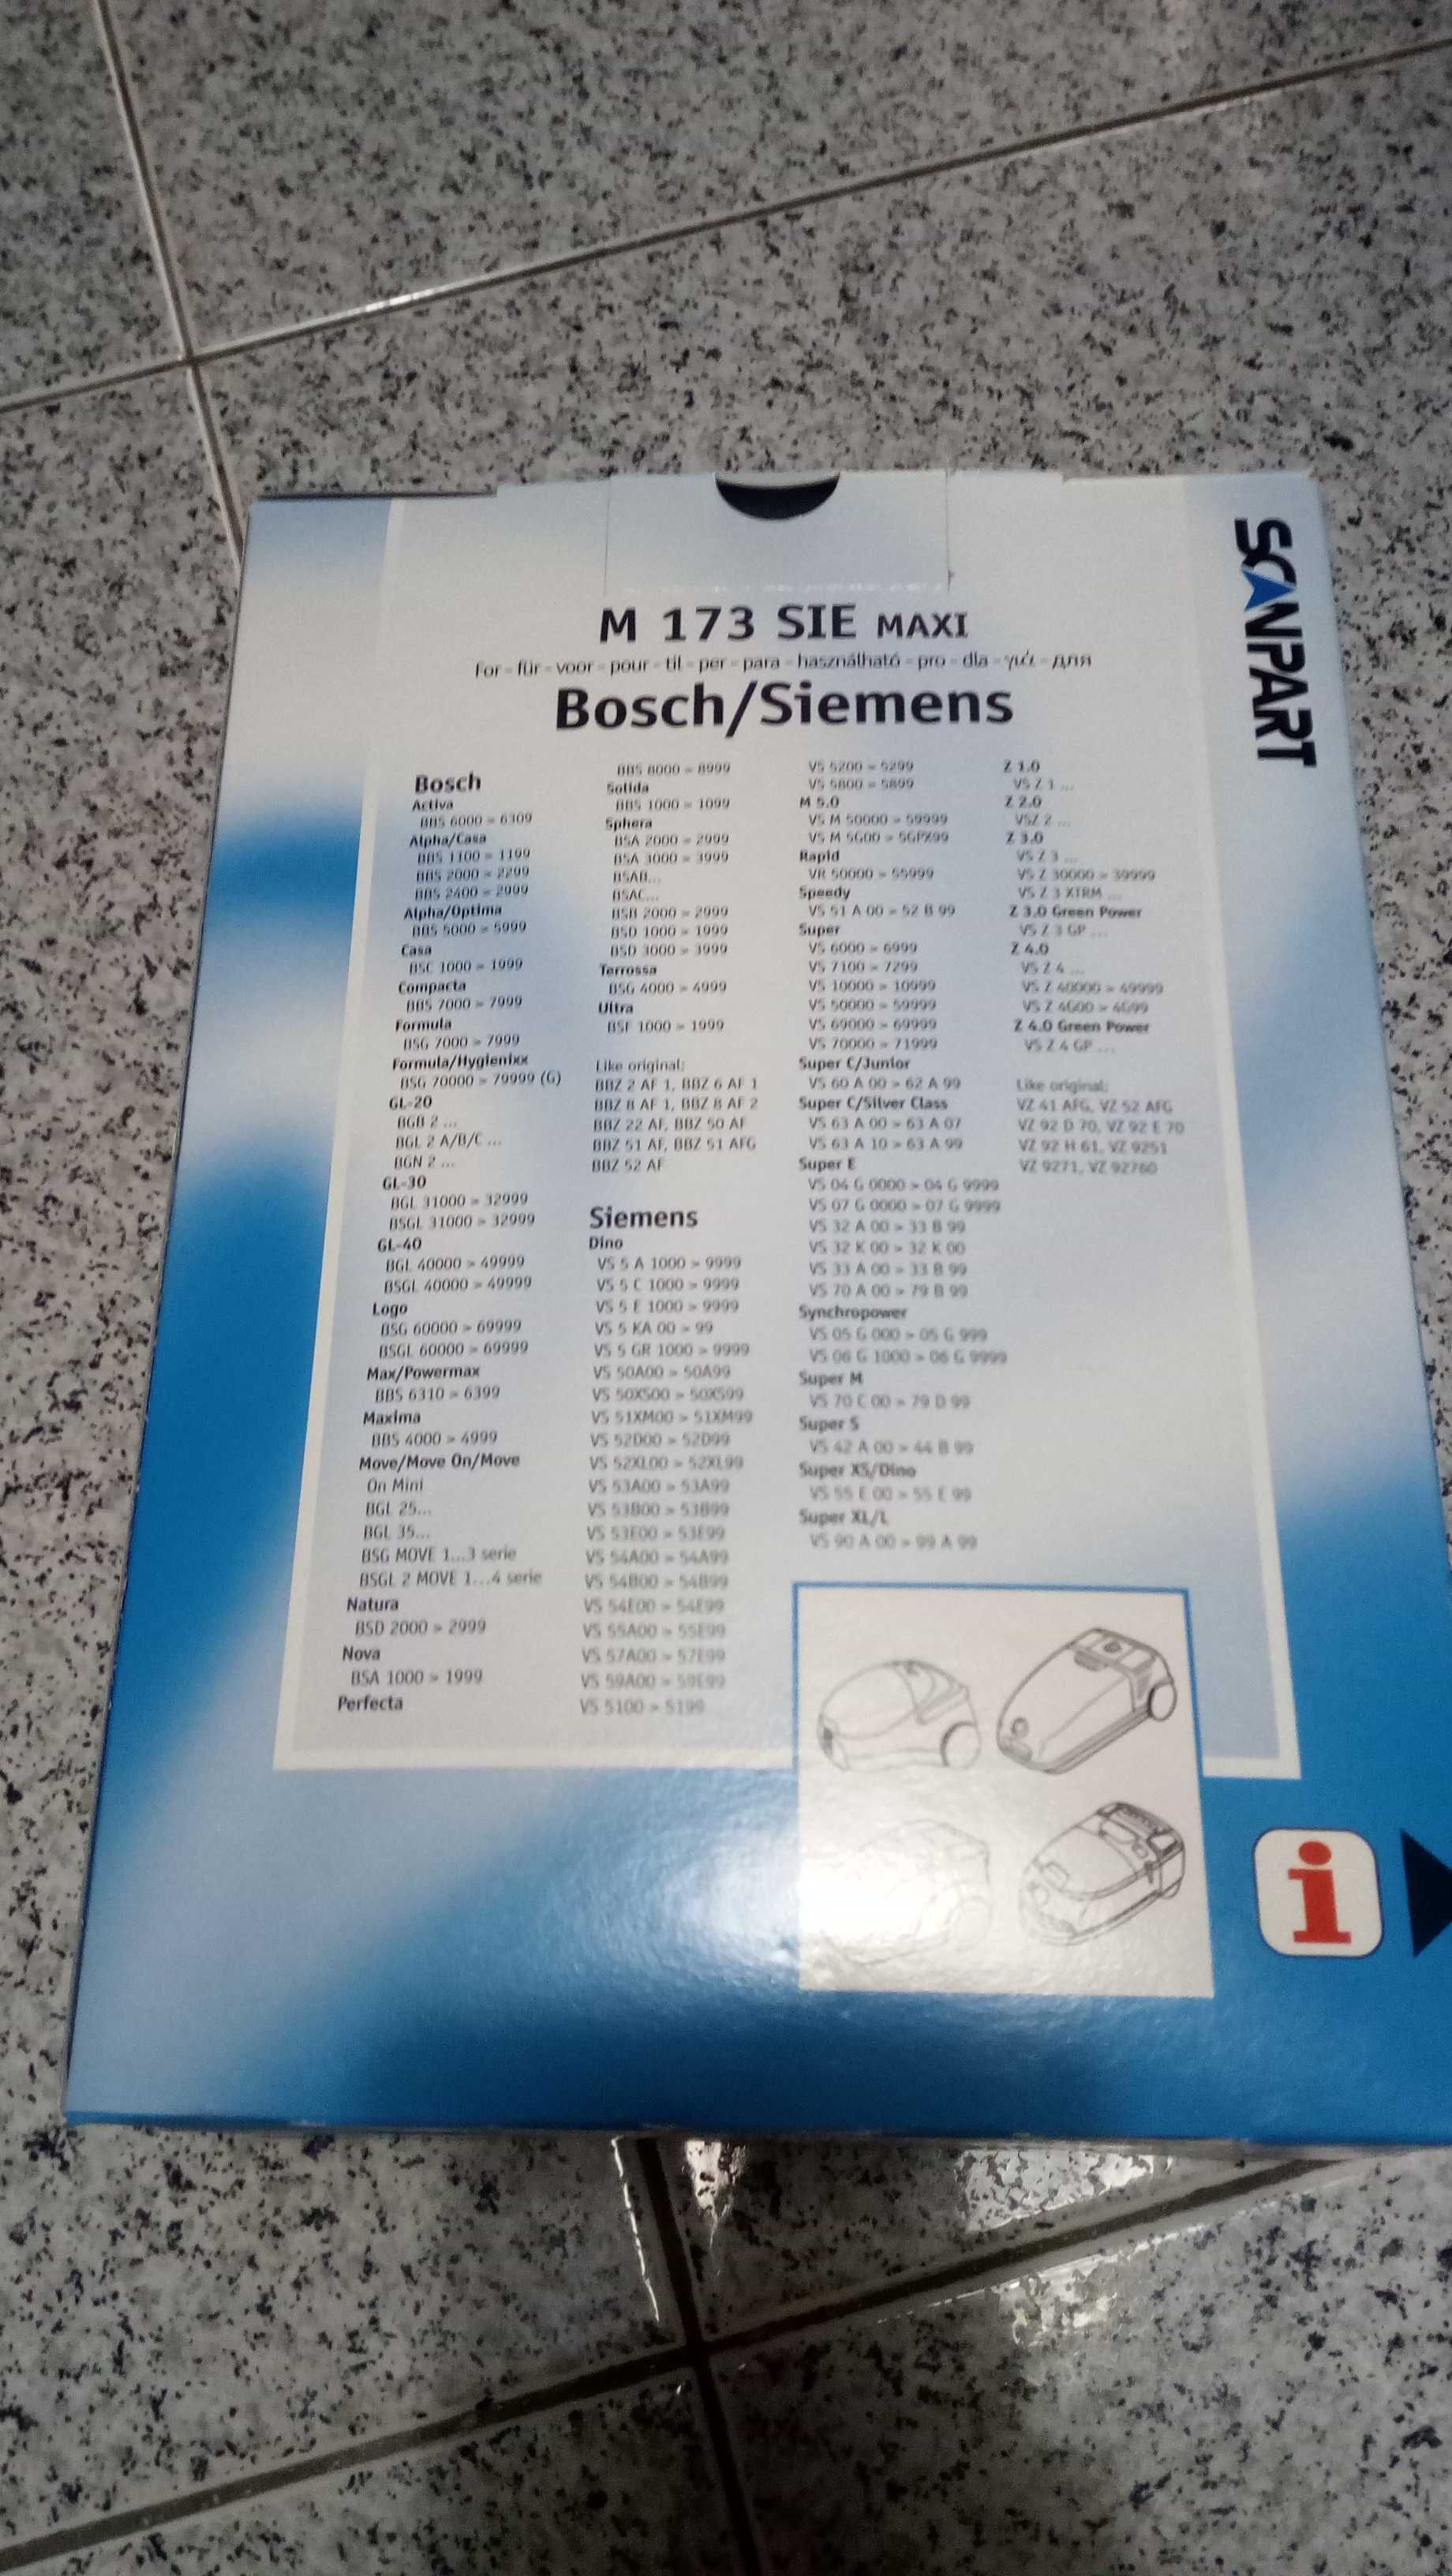 SCANPART
M 173 SIE MAXI
For - für - voor - pour - til - per - para - használható - pro - dla - για - для
Bosch/Siemens
Bosch
Activa
BBS 6000 > 6309
Alpha/Casa
BBS 1100 > 1199
BBS 2000 > 2299
BBS 2400 > 2999
Alpha/Optima
BBS 5000 > 5999
Casa
BSC 1000 > 1999
Compacta
BBS 7000 > 7999
Formula
BSG 7000 > 7999
Formula/Hygienixx
BSG 70000 > 79999 (G)
GL-20
BGB 2 ...
BGL 2 A/B/C ...
BGN 2 ...
GL-30
BGL 31000 > 32999
BSGL 31000 > 32999
GL-40
BGL 40000 > 49999
BSGL 40000 > 49999
Logo
BSG 60000 > 69999
BSGL 60000 > 69999
Max/Powermax
BBS 6310 > 6399
Maxima
BBS 4000 > 4999
Move/Move On/Move
On Mini
BGL 25...
BGL 35...
BSG MOVE 1...3 serie
BSGL 2 MOVE 1...4 serie
Natura
BSD 2000 > 2999
Nova
BSA 1000 > 1999
Perfecta
BBS 8000 > 8999
Solida
BBS 1000 > 1099
Sphera
BSA 2000 > 2999
BSA 3000 > 3999
BSAB...
BSAC...
BSB 2000 > 2999
BSD 1000 > 1999
BSD 3000 > 3999
Terrossa
BSG 4000 > 4999
Ultra
BSF 1000 > 1999
Like original:
BBZ 2 AF 1, BBZ 6 AF 1
BBZ 8 AF 1, BBZ 8 AF 2
BBZ 22 AF, BBZ 50 AF
BBZ 51 AF, BBZ 51 AFG
BBZ 52 AF
Siemens
Dino
VS 5 A 1000 > 9999
VS 5 C 1000 > 9999
VS 5 E 1000 > 9999
VS 5 KA 00 > 99
VS 5 GR 1000 > 9999
VS 50A00 > 50A99
VS 50XS00 > 50XS99
VS 51XM00 > 51XM99
VS 52D00 > 52D99
VS 52XL00 > 52XL99
VS 53A00 > 53A99
VS 53B00 > 53B99
VS 53E00 > 53E99
VS 54A00 > 54A99
VS 54B00 > 54B99
VS 54E00 > 54E99
VS 55A00 > 55E99
VS 57A00 > 57E99
VS 59A00 > 59E99
VS 5100 > 5199
VS 5200 > 5299
VS 5800 > 5899
M 5.0
VS M 50000 > 59999
VS M 5G00 > 5GPX99
Rapid
VR 50000 > 55999
Speedy
VS 51 A 00 > 52 B 99
Super
VS 6000 > 6999
VS 7100 > 7299
VS 10000 > 10999
VS 50000 > 59999
VS 69000 > 69999
VS 70000 > 71999
Super C/Junior
VS 60 A 00 > 62 A 99
Super C/Silver Class
VS 63 A 00 > 63 A 07
VS 63 A 10 > 63 A 99
Super E
VS 04 G 0000 > 04 G 9999
VS 07 G 0000 > 07 G 9999
VS 32 A 00 > 33 B 99
VS 32 K 00 > 32 K 00
VS 33 A 00 > 33 B 99
VS 70 A 00 > 79 B 99
Synchropower
VS 05 G 000 > 05 G 999
VS 06 G 1000 > 06 G 9999
Super M
VS 70 C 00 > 79 D 99
Super S
VS 42 A 00 > 44 B 99
Super XS/Dino
VS 55 E 00 > 55 E 99
Super XL/L
VS 90 A 00 > 99 A 99
Z 1.0
VS Z 1 ...
Z 2.0
VSZ 2 ...
Z 3.0
VS Z 3 ...
VS Z 30000 > 39999
VS Z 3 XTRM ...
Z 3.0 Green Power
VS Z 3 GP ...
Z 4.0
VS Z 4 ...
VS Z 40000 > 49999
VS Z 4G00 > 4G99
Z 4.0 Green Power
VS Z 4 GP ...
Like original:
VZ 41 AFG, VZ 52 AFG
VZ 92 D 70, VZ 92 E 70
VZ 92 H 61, VZ 9251
VZ 9271, VZ 92760
i